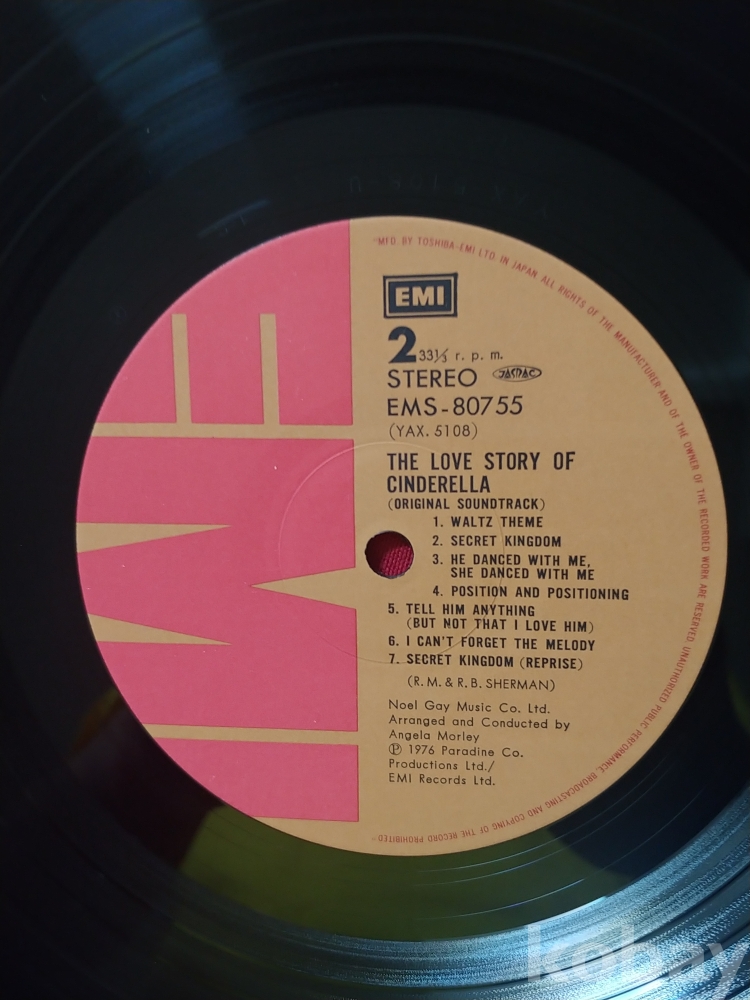 "MFD. BY TOSHIBA-EMI LTD. IN JAPAN ALL RIGHTS OF THE MANUFACTURER AND OF THE OWNER OF THE RECORDED WORK ARE RESERVED. UNAUTHORIZED PUBLIC PERFORMANCE, BROADCASTING AND COPYING OF THE RECORD PROHIBITED"
EMI
EMI
2 33⅓ r. p. m.
STEREO JASRAC
EMS-80755
(YAX. 5108)
THE LOVE STORY OF
CINDERELLA
(ORIGINAL SOUNDTRACK)
1. WALTZ THEME
2. SECRET KINGDOM
3. HE DANCED WITH ME,
SHE DANCED WITH ME
4. POSITION AND POSITIONING
5. TELL HIM ANYTHING
(BUT NOT THAT I LOVE HIM)
6. I CAN'T FORGET THE MELODY
7. SECRET KINGDOM (REPRISE)
(R. M. & R. B. SHERMAN)
Noel Gay Music Co. Ltd.
Arranged and Conducted by
Angela Morley
℗ 1976 Paradine Co.
Productions Ltd./
EMI Records Ltd.
kobay